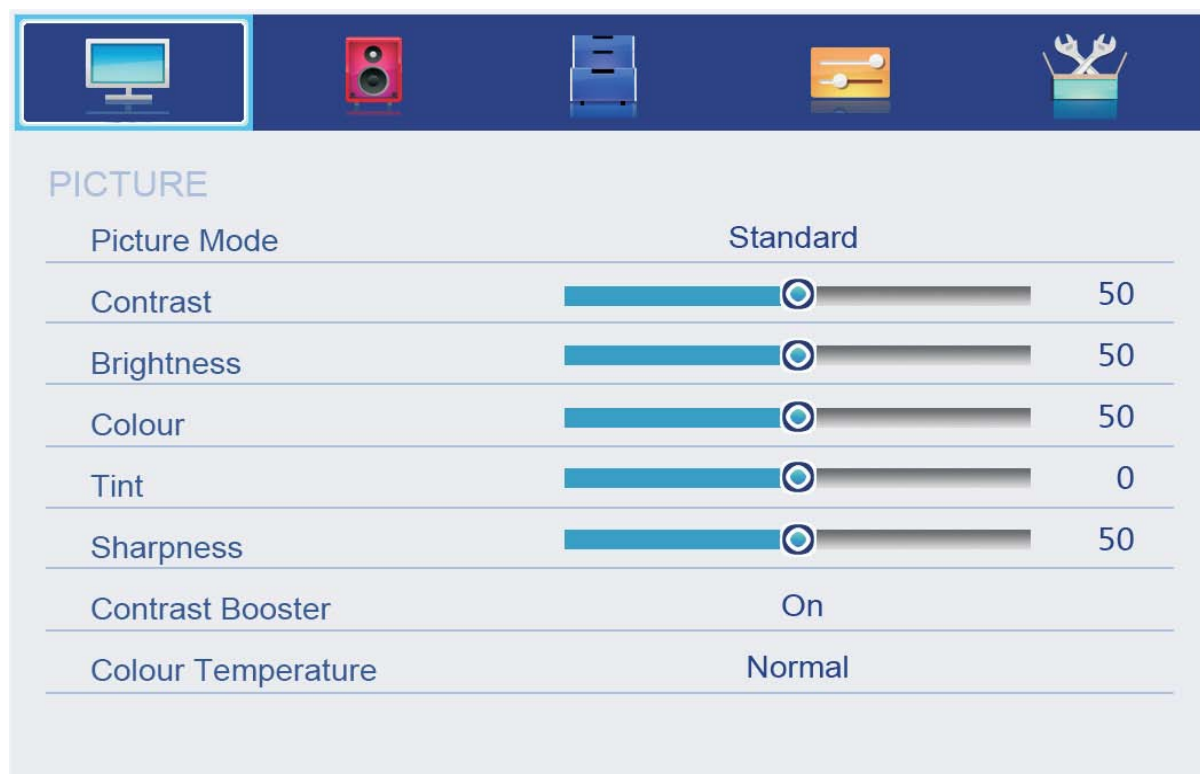 PICTURE
Picture Mode Standard
Contrast 50
Brightness 50
Colour 50
Tint 0
Sharpness 50
Contrast Booster On
Colour Temperature Normal